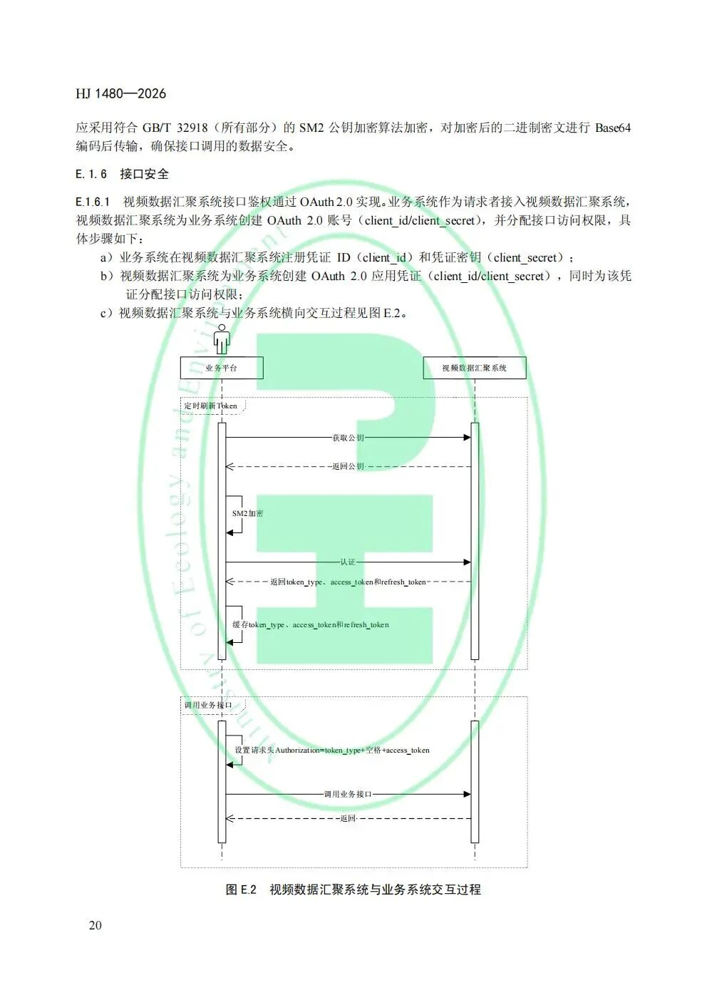 HJ 1480—2026
应采用符合 GB/T 32918（所有部分）的 SM2 公钥加密算法加密，对加密后的二进制密文进行 Base64
编码后传输，确保接口调用的数据安全。
E.1.6 接口安全
E.1.6.1 视频数据汇聚系统接口鉴权通过 OAuth 2.0 实现。业务系统作为请求者接入视频数据汇聚系统，
视频数据汇聚系统为业务系统创建 OAuth 2.0 账号（client_id/client_secret），并分配接口访问权限，具
体步骤如下：
a）业务系统在视频数据汇聚系统注册凭证 ID（client_id）和凭证密钥（client_secret）；
b）视频数据汇聚系统为业务系统创建 OAuth 2.0 应用凭证（client_id/client_secret），同时为该凭
证分配接口访问权限；
c）视频数据汇聚系统与业务系统横向交互过程见图 E.2。
业务平台
视频数据汇聚系统
定时刷新Token
获取公钥
返回公钥
SM2加密
认证
返回token_type、access_token和refresh_token
缓存token_type、access_token和refresh_token
调用业务接口
设置请求头Authorization=token_type+空格+access_token
调用业务接口
返回
图 E.2 视频数据汇聚系统与业务系统交互过程
20
Ministry of Ecology and Environment